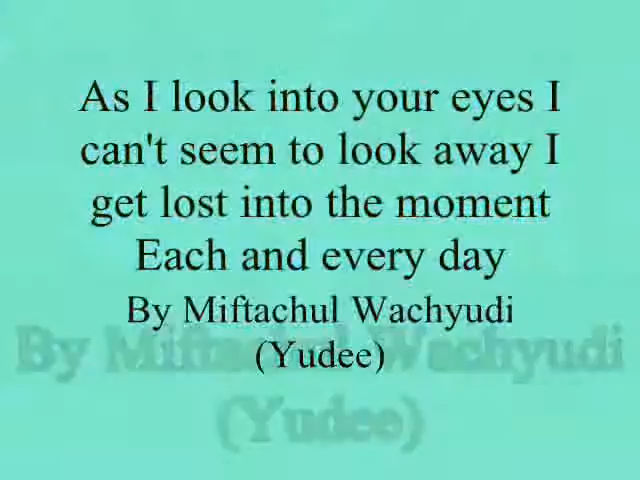 As I look into your eyes I
can't seem to look away I
get lost into the moment
Each and every day
By Miftachul Wachyudi
(Yudee)
By Miftachul Wachyudi
(Yudee)